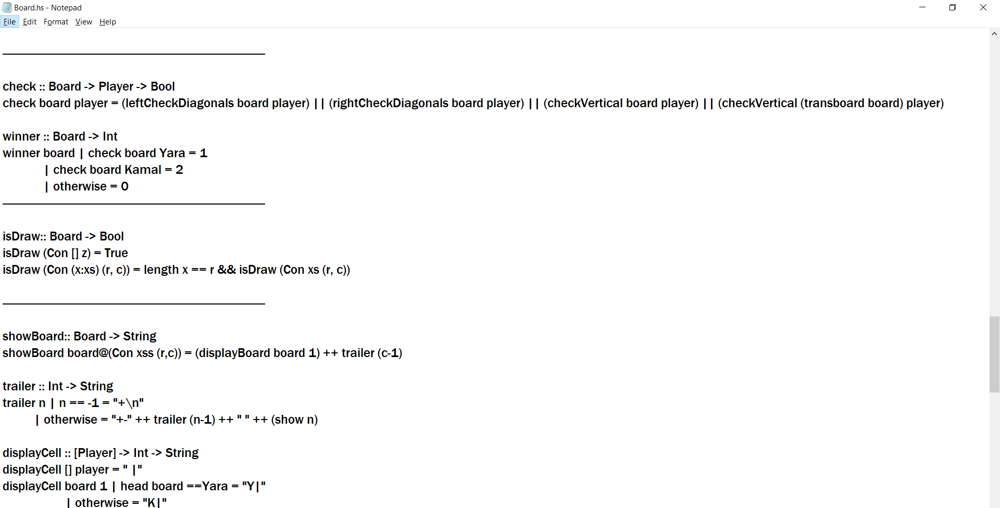 Board.hs - Notepad
File Edit Format View Help
________________________________________
check :: Board -> Player -> Bool
check board player = (leftCheckDiagonals board player) || (rightCheckDiagonals board player) || (checkVertical board player) || (checkVertical (transboard board) player)
winner :: Board -> Int
winner board | check board Yara = 1
| check board Kamal = 2
| otherwise = 0
________________________________________
isDraw:: Board -> Bool
isDraw (Con [] z) = True
isDraw (Con (x:xs) (r, c)) = length x == r && isDraw (Con xs (r, c))
________________________________________
showBoard:: Board -> String
showBoard board@(Con xss (r,c)) = (displayBoard board 1) ++ trailer (c-1)
trailer :: Int -> String
trailer n | n == -1 = "+\n"
| otherwise = "+-" ++ trailer (n-1) ++ " " ++ (show n)
displayCell :: [Player] -> Int -> String
displayCell [] player = " |"
displayCell board 1 | head board ==Yara = "Y|"
| otherwise = "K|"